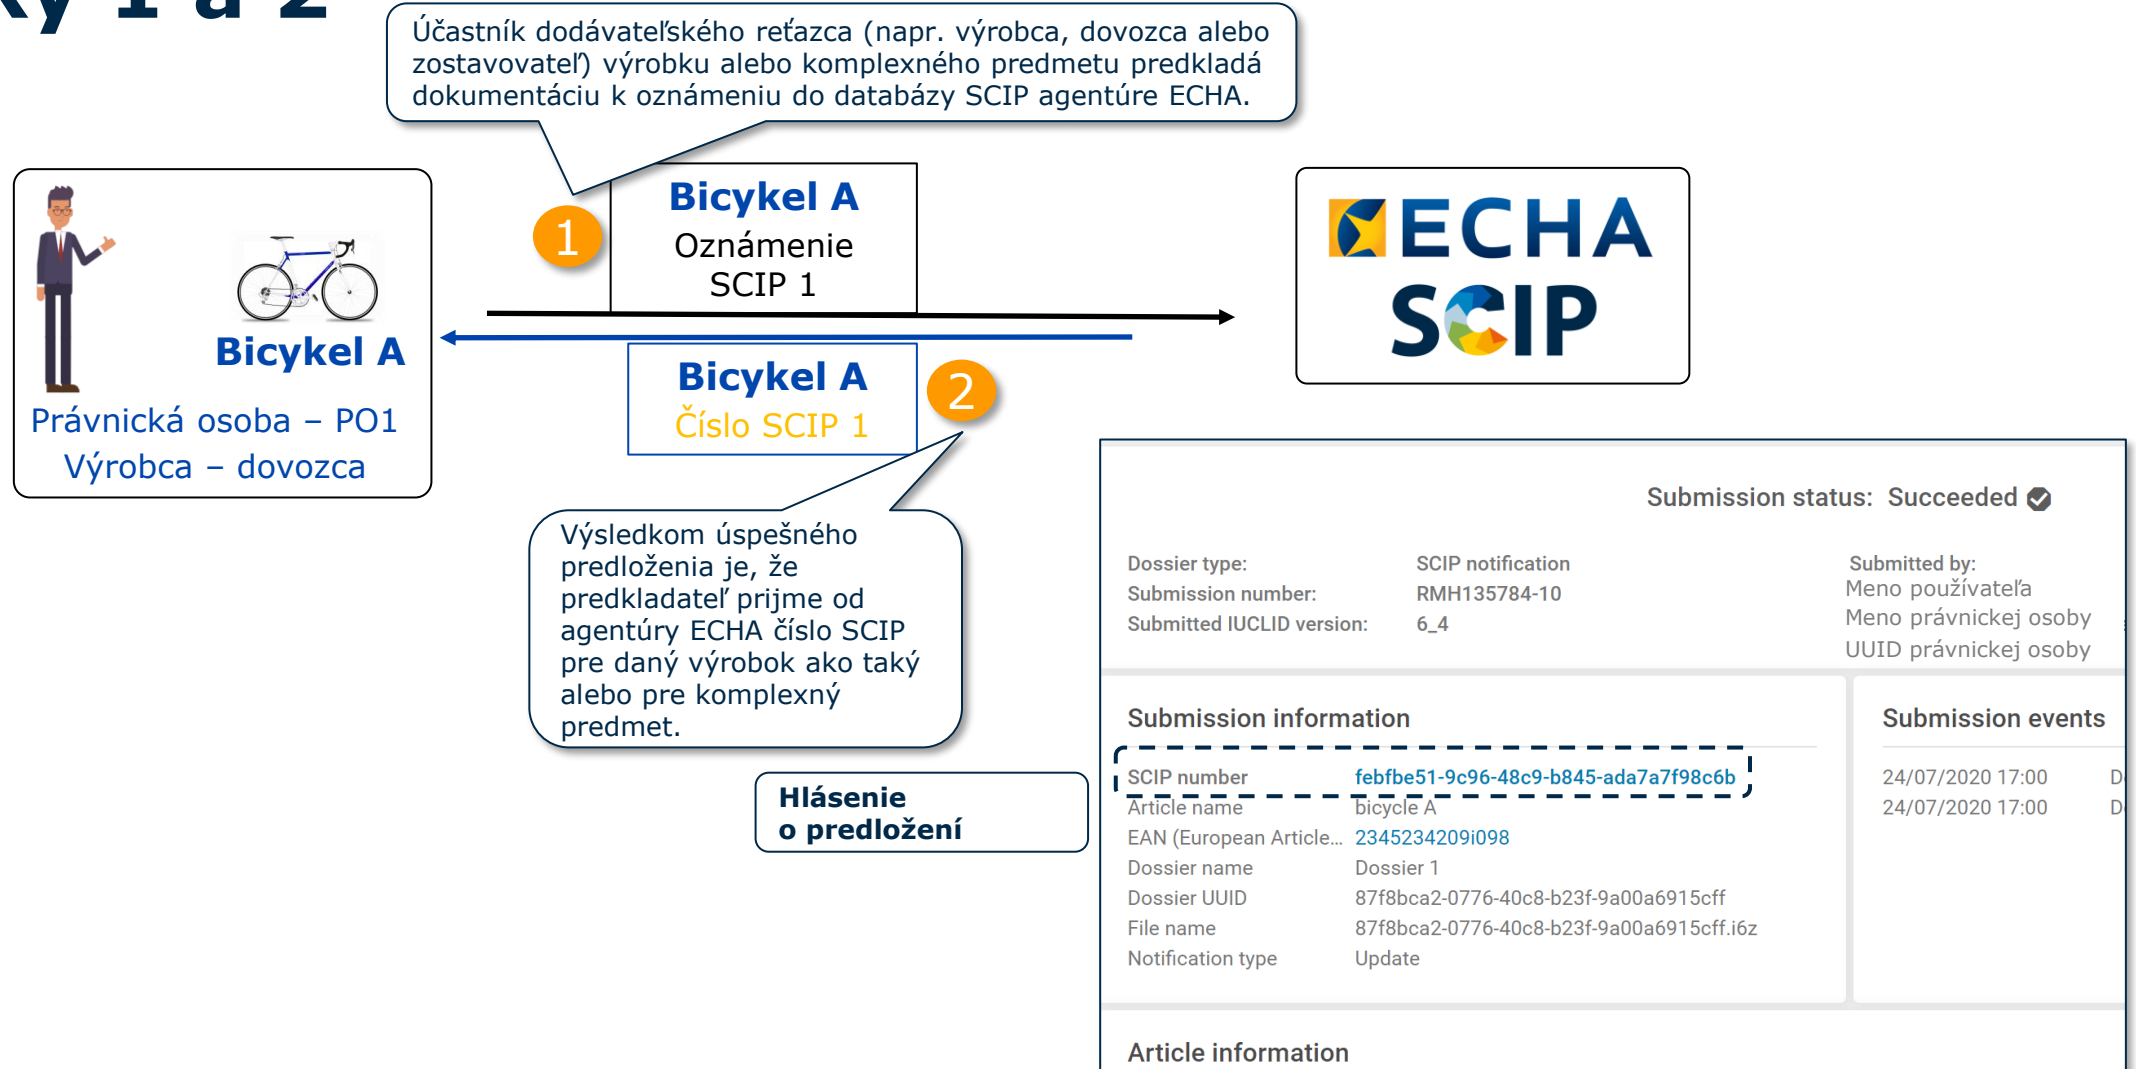 ky 1 a 2
Účastník dodávateľského reťazca (napr. výrobca, dovozca alebo
zostavovateľ) výrobku alebo komplexného predmetu predkladá
dokumentáciu k oznámeniu do databázy SCIP agentúre ECHA.
Bicykel A
Právnická osoba – PO1
Výrobca – dovozca
1
Bicykel A
Oznámenie
SCIP 1
Bicykel A
Číslo SCIP 1
2
ECHA
SCIP
Výsledkom úspešného
predloženia je, že
predkladateľ prijme od
agentúry ECHA číslo SCIP
pre daný výrobok ako taký
alebo pre komplexný
predmet.
Hlásenie
o predložení
Submission status: Succeeded
Dossier type: SCIP notification
Submission number: RMH135784-10
Submitted IUCLID version: 6_4
Submitted by:
Meno používateľa
Meno právnickej osoby
UUID právnickej osoby
Submission information
SCIP number febfbe51-9c96-48c9-b845-ada7a7f98c6b
Article name bicycle A
EAN (European Article... 2345234209i098
Dossier name Dossier 1
Dossier UUID 87f8bca2-0776-40c8-b23f-9a00a6915cff
File name 87f8bca2-0776-40c8-b23f-9a00a6915cff.i6z
Notification type Update
Submission events
24/07/2020 17:00
24/07/2020 17:00
Article information